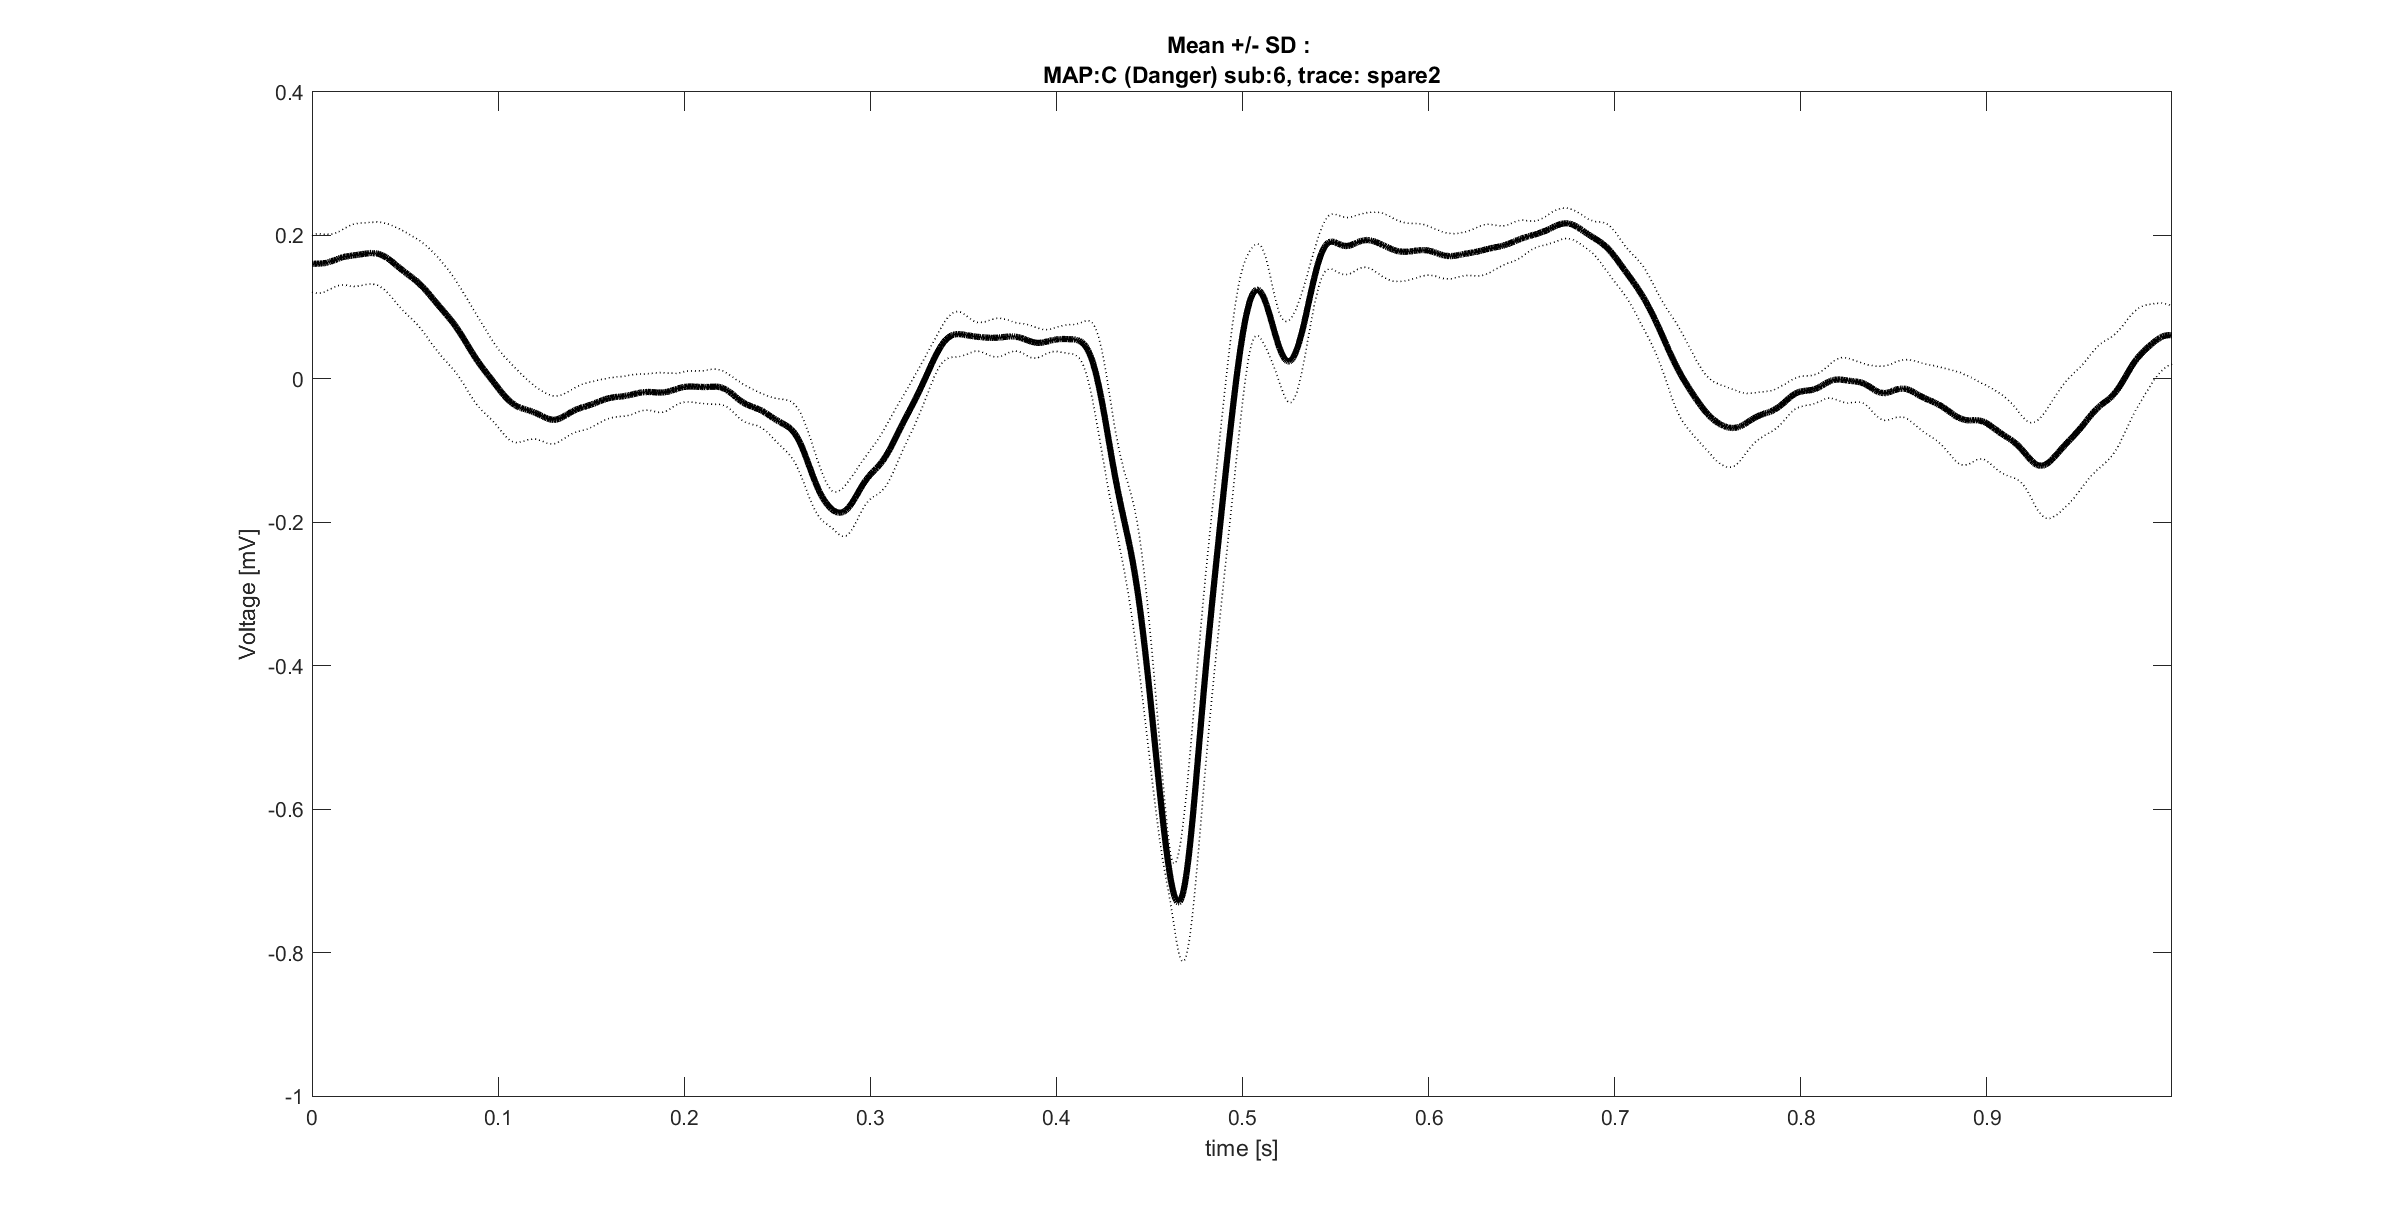 Mean +/- SD :
MAP:C (Danger) sub:6, trace: spare2
0.4
0.2
0
-0.2
-0.4
-0.6
-0.8
-1
Voltage [mV]
0 0.1 0.2 0.3 0.4 0.5 0.6 0.7 0.8 0.9
time [s]